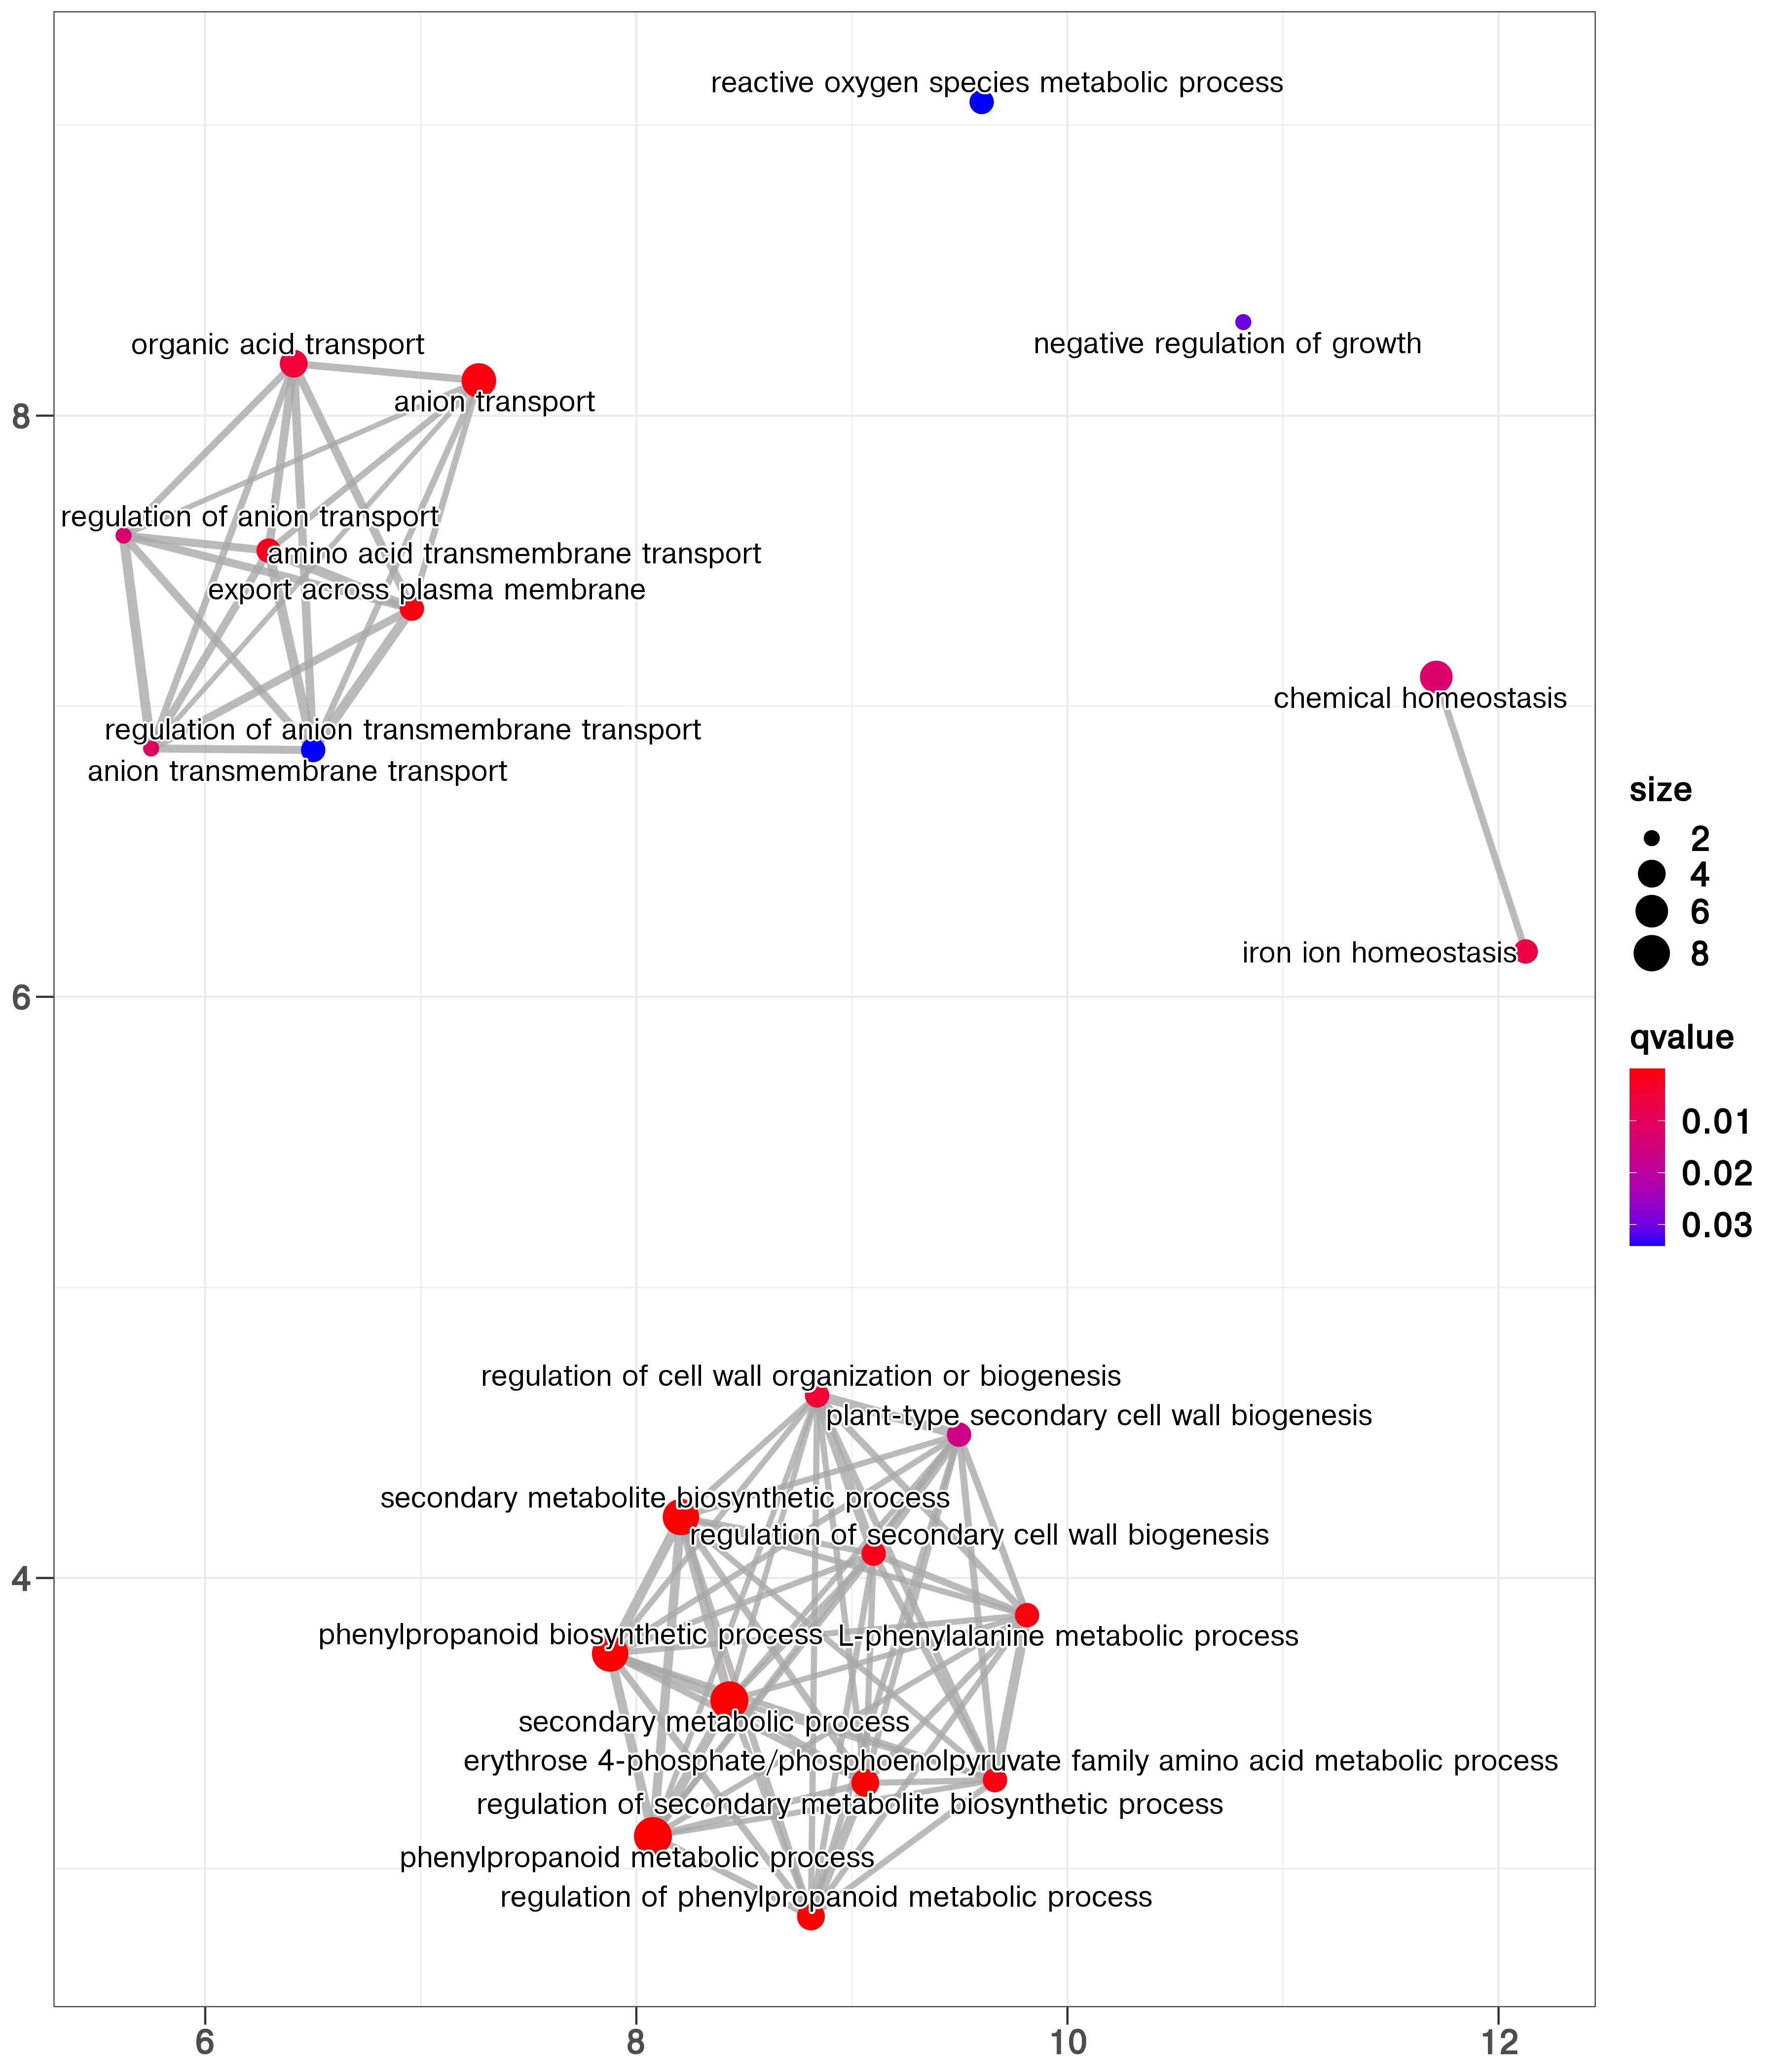 reactive oxygen species metabolic process
negative regulation of growth
organic acid transport
anion transport
8
regulation of anion transport
amino acid transmembrane transport
export across plasma membrane
chemical homeostasis
regulation of anion transmembrane transport
anion transmembrane transport
size
2
4
6
8
iron ion homeostasis
6
qvalue
0.01
0.02
0.03
regulation of cell wall organization or biogenesis
plant-type secondary cell wall biogenesis
secondary metabolite biosynthetic process
regulation of secondary cell wall biogenesis
4
phenylpropanoid biosynthetic process
L-phenylalanine metabolic process
secondary metabolic process
erythrose 4-phosphate/phosphoenolpyruvate family amino acid metabolic process
regulation of secondary metabolite biosynthetic process
phenylpropanoid metabolic process
regulation of phenylpropanoid metabolic process
6 8 10 12